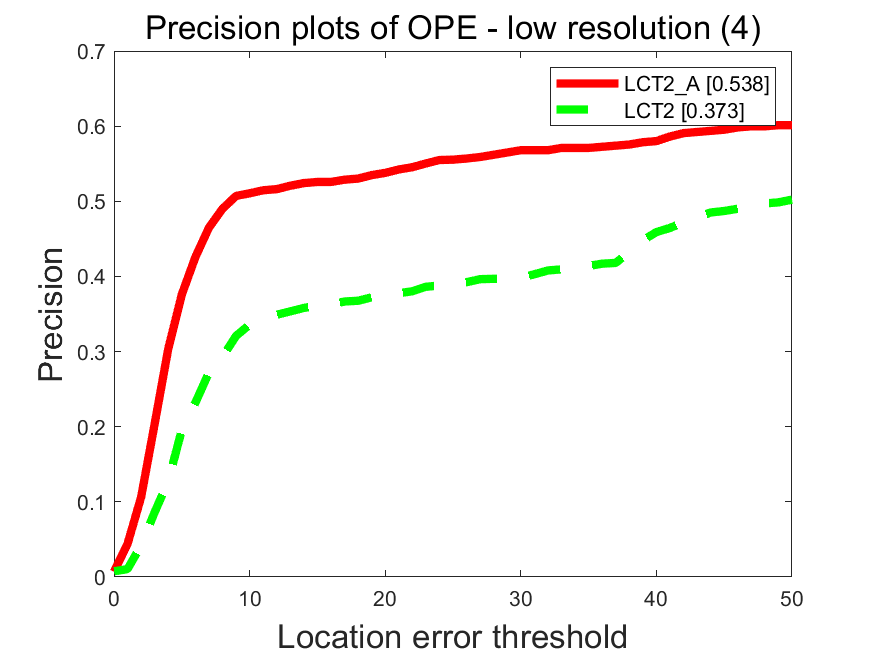 Precision plots of OPE - low resolution (4)
LCT2_A [0.538]
LCT2 [0.373]
0.7
0.6
0.5
0.4
0.3
0.2
0.1
0
Precision
0 10 20 30 40 50
Location error threshold